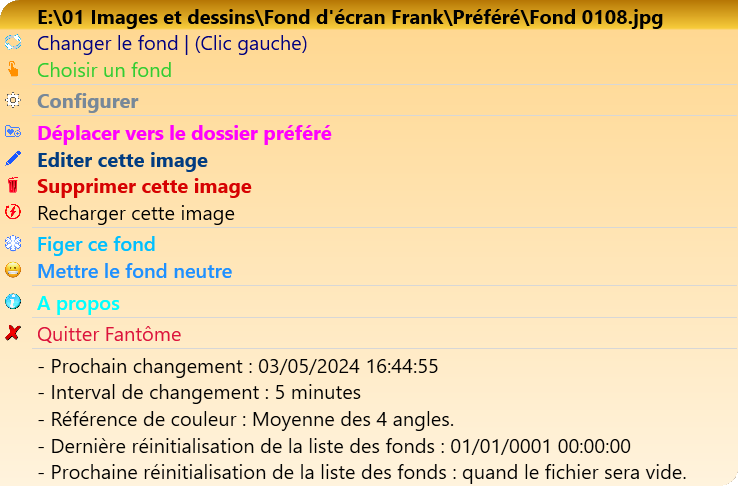 E:\01 Images et dessins\Fond d'écran Frank\Préféré\Fond 0108.jpg
Changer le fond | (Clic gauche)
Choisir un fond
Configurer
Déplacer vers le dossier préféré
Editer cette image
Supprimer cette image
Recharger cette image
Figer ce fond
Mettre le fond neutre
A propos
Quitter Fantôme
- Prochain changement : 03/05/2024 16:44:55
- Interval de changement : 5 minutes
- Référence de couleur : Moyenne des 4 angles.
- Dernière réinitialisation de la liste des fonds : 01/01/0001 00:00:00
- Prochaine réinitialisation de la liste des fonds : quand le fichier sera vide.